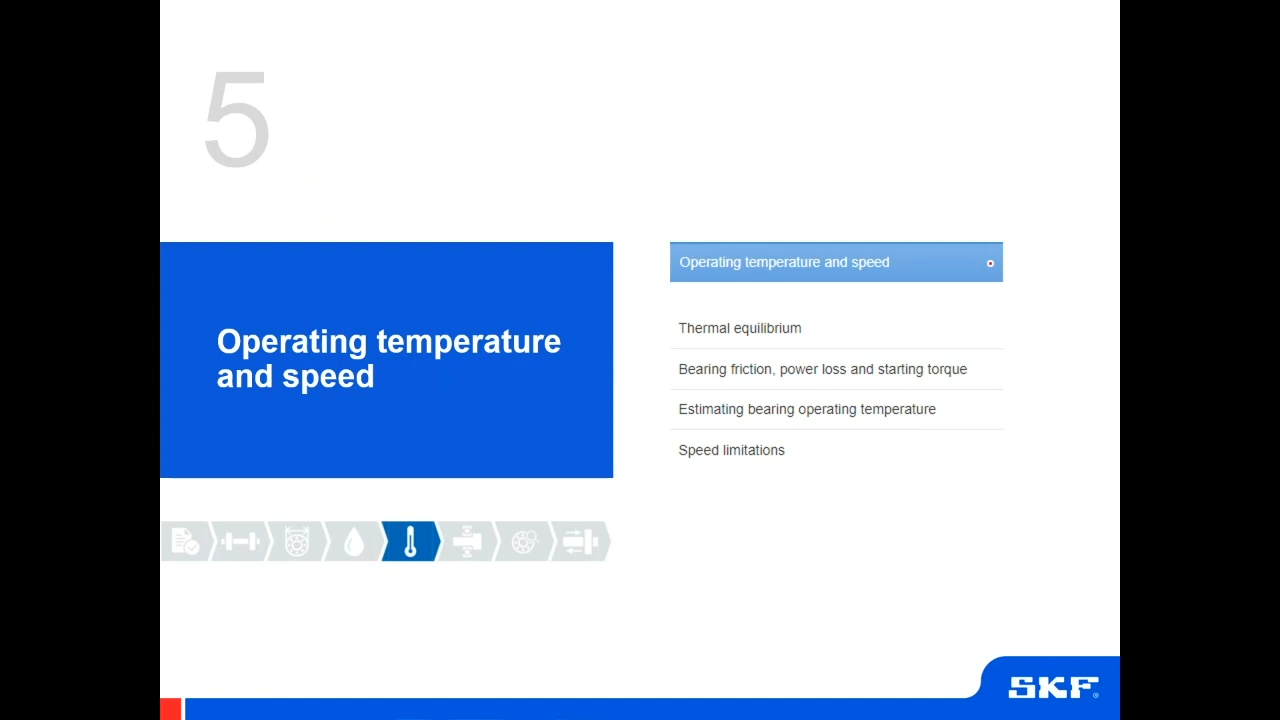 5
Operating temperature
and speed
Operating temperature and speed
Thermal equilibrium
Bearing friction, power loss and starting torque
Estimating bearing operating temperature
Speed limitations
SKF®